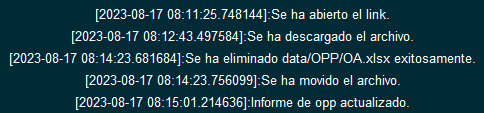 [2023-08-17 08:11:25.748144]:Se ha abierto el link.
[2023-08-17 08:12:43.497584]:Se ha descargado el archivo.
[2023-08-17 08:14:23.681684]:Se ha eliminado data/OPP/OA.xlsx exitosamente.
[2023-08-17 08:14:23.756099]:Se ha movido el archivo.
[2023-08-17 08:15:01.214636]:Informe de opp actualizado.